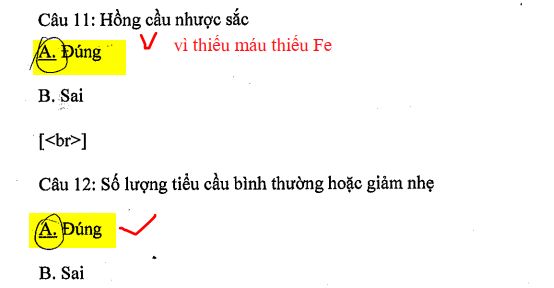 Câu 11: Hồng cầu nhược sắc
A. Đúng vì thiếu máu thiếu Fe
B. Sai
[<br>]
Câu 12: Số lượng tiểu cầu bình thường hoặc giảm nhẹ
A. Đúng
B. Sai